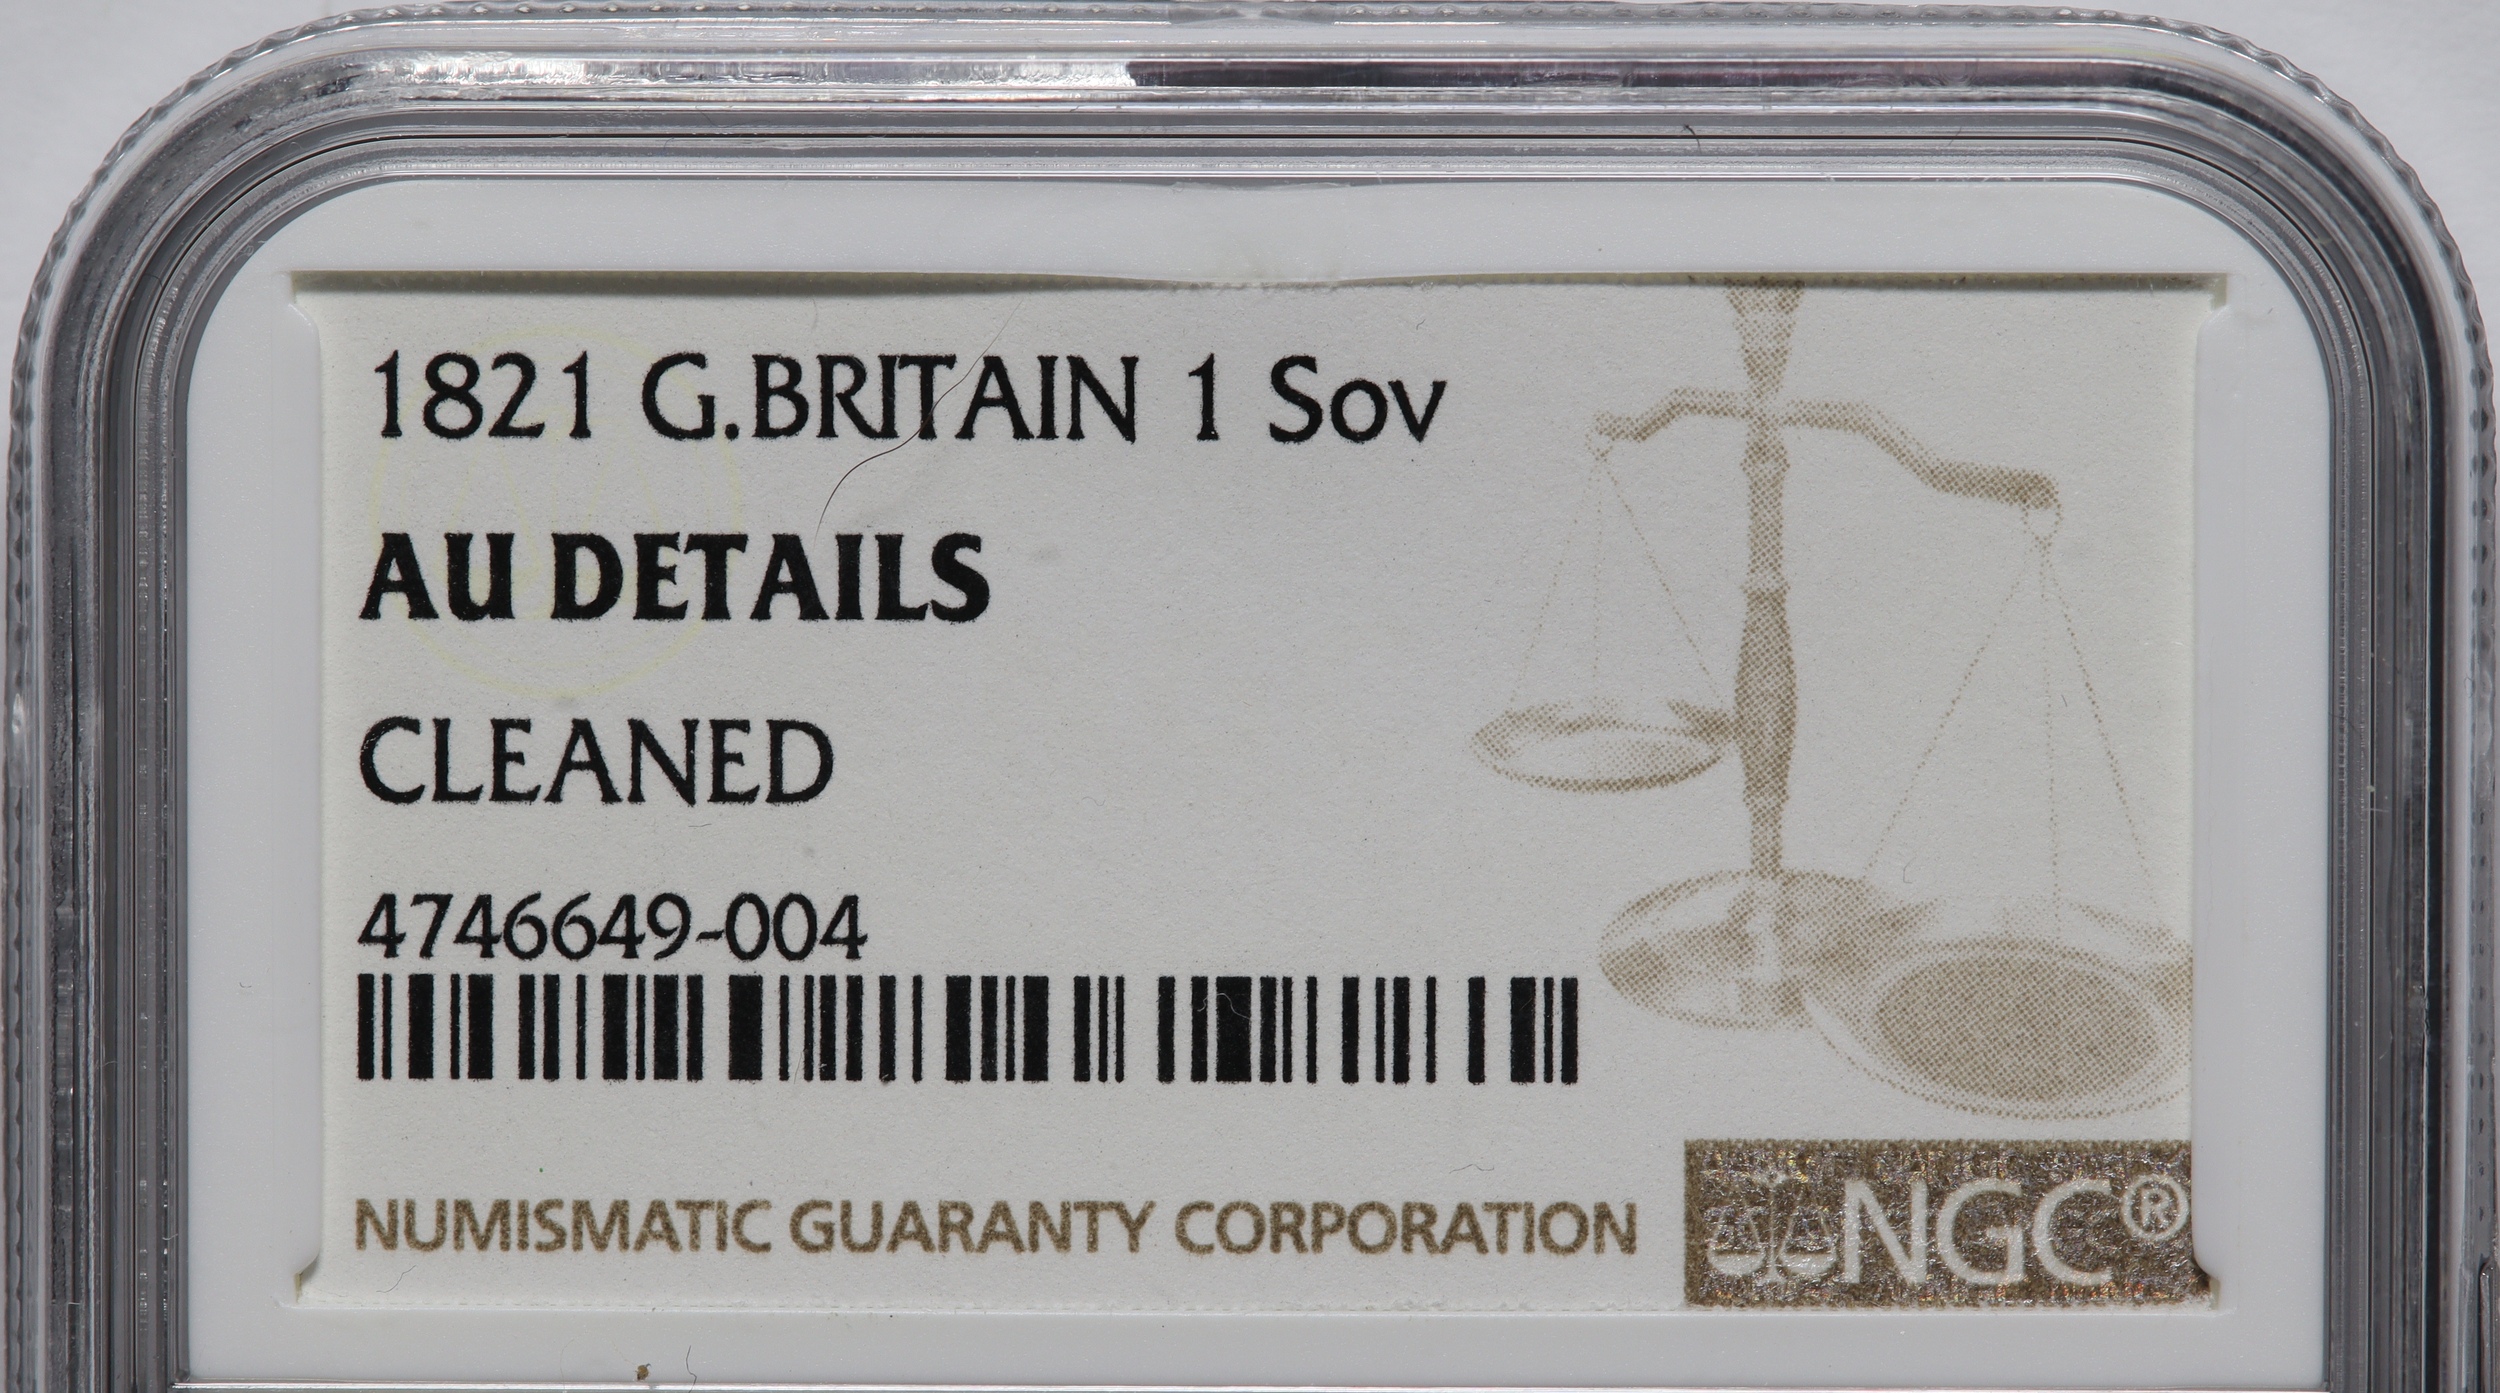 1821 G.BRITAIN 1 Sov
AU DETAILS
CLEANED
4746649-004
NUMISMATIC GUARANTY CORPORATION
NGC®